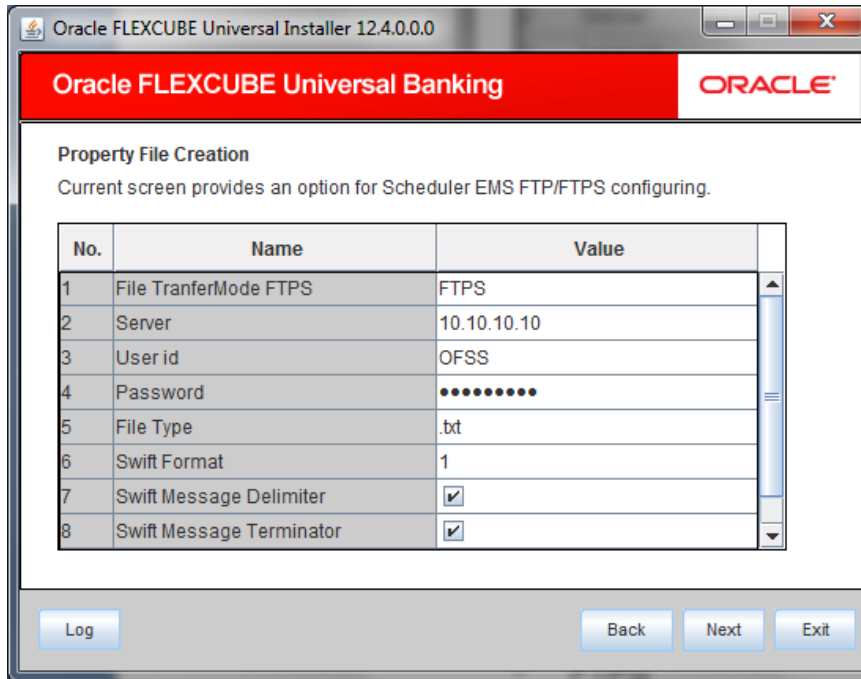 Oracle FLEXCUBE Universal Installer 12.4.0.0.0
Oracle FLEXCUBE Universal Banking
ORACLE
Property File Creation
Current screen provides an option for Scheduler EMS FTP/FTPS configuring.
No. Name Value
1 File TranferMode FTPS FTPS
2 Server 10.10.10.10
3 User id OFSS
4 Password •••••••••
5 File Type .txt
6 Swift Format 1
7 Swift Message Delimiter
8 Swift Message Terminator
Log Back Next Exit